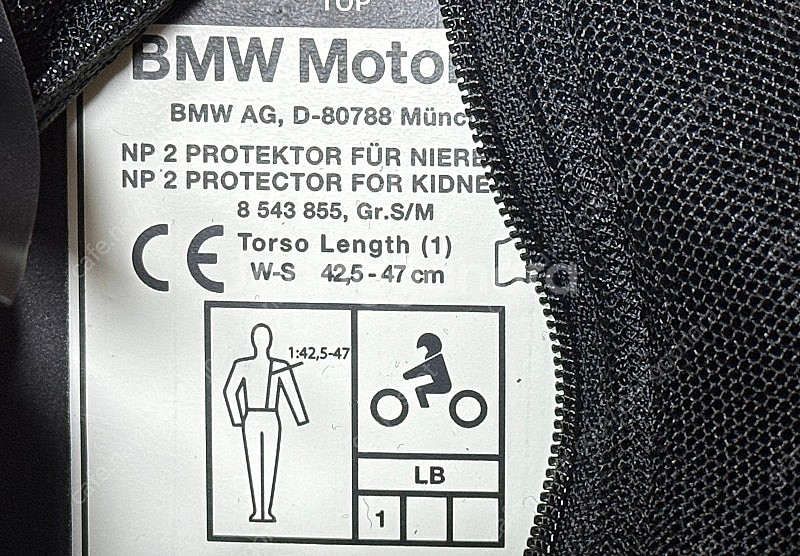 TOP
BMW Motor
BMW AG, D-80788 Münc
NP 2 PROTEKTOR FÜR NIERE
NP 2 PROTECTOR FOR KIDNE
8 543 855, Gr.S/M
CE
Torso Length (1)
W-S 42,5 - 47 cm
1:42,5-47
LB
1